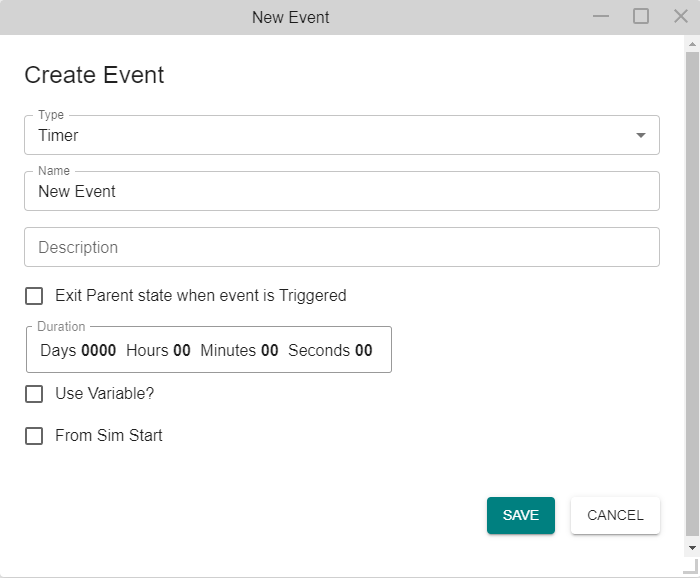 New Event
Create Event
Type
Timer
Name
New Event
Description
Exit Parent state when event is Triggered
Duration
Days 0000 Hours 00 Minutes 00 Seconds 00
Use Variable?
From Sim Start
SAVE CANCEL